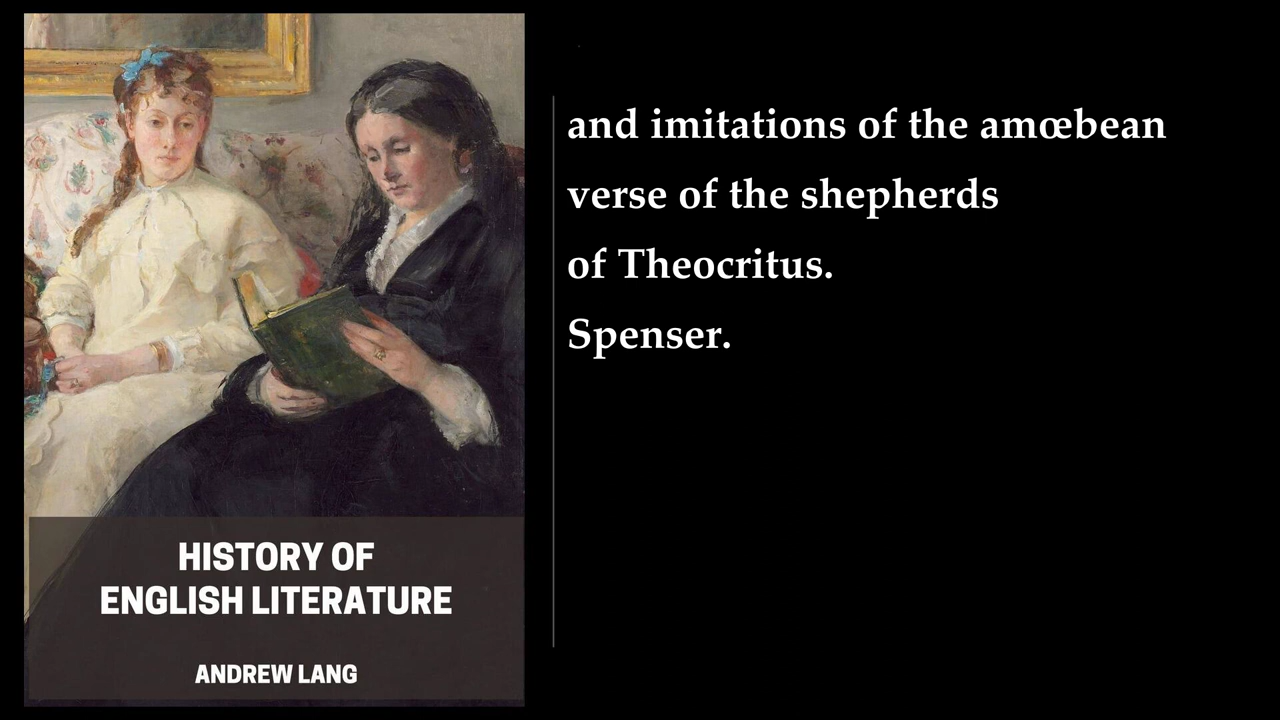 and imitations of the amœbean
verse of the shepherds
of Theocritus.
Spenser.
HISTORY OF
ENGLISH LITERATURE
ANDREW LANG